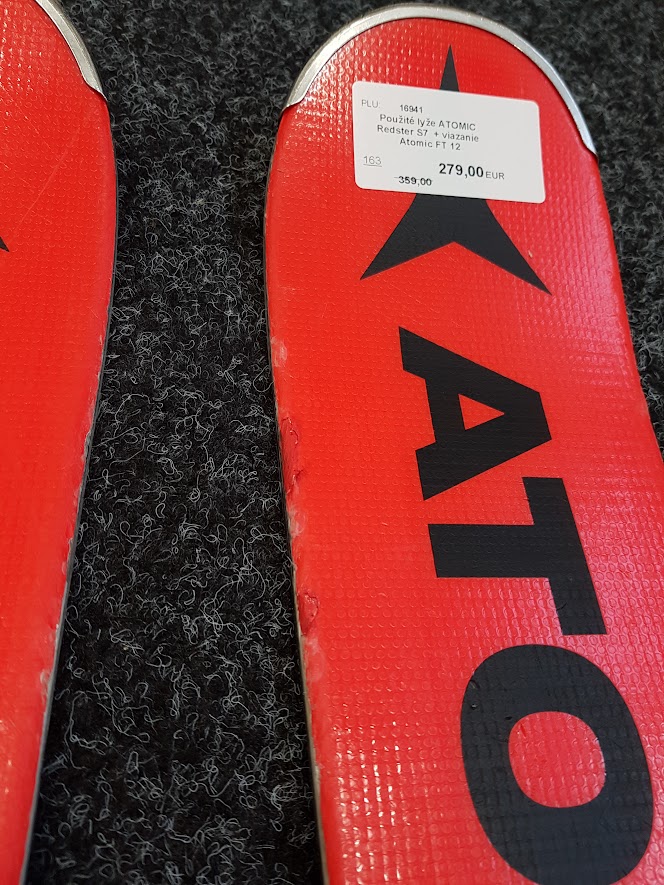 PLU: 16941
Použité lyže ATOMIC
Redster S7 + viazanie
Atomic FT 12
163
279,00 EUR
359,00
ATO